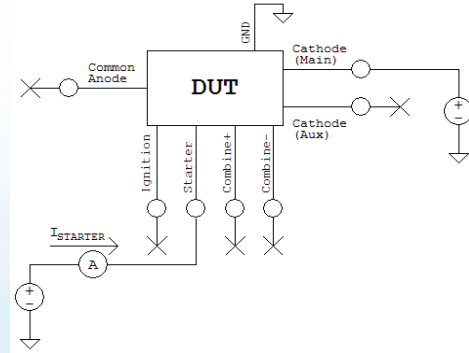 GND
Common
Anode
DUT
Cathode
(Main)
Cathode
(Aux)
Ignition
Starter
Combine+
Combine-
ISTARTER
A
+
-
+
-